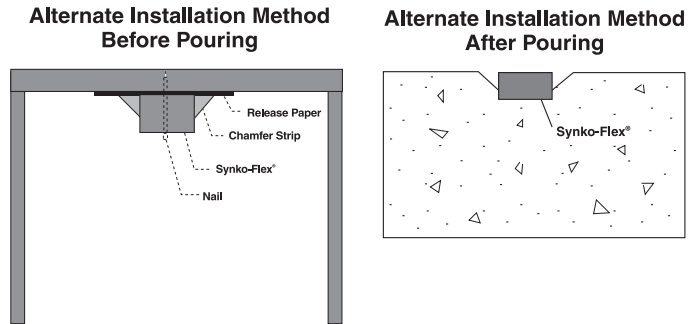 Alternate Installation Method
Before Pouring
Release Paper
Chamfer Strip
Synko-Flex®
Nail
Alternate Installation Method
After Pouring
Synko-Flex®